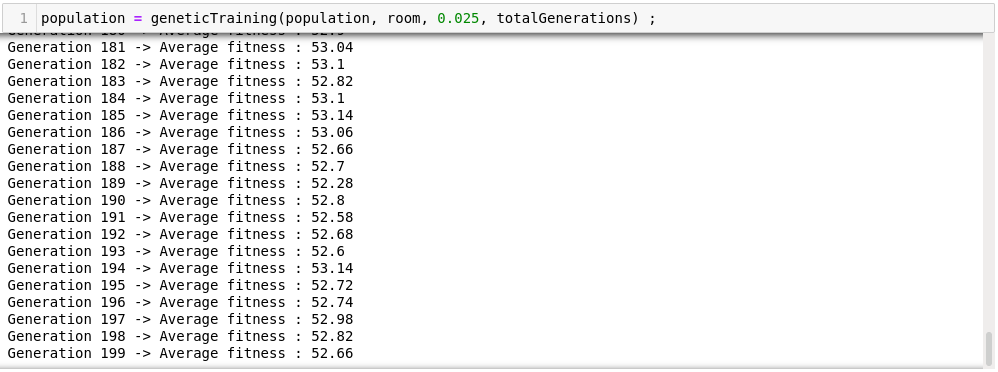 1 population = geneticTraining(population, room, 0.025, totalGenerations) ;
Generation 181 -> Average fitness : 53.04
Generation 182 -> Average fitness : 53.1
Generation 183 -> Average fitness : 52.82
Generation 184 -> Average fitness : 53.1
Generation 185 -> Average fitness : 53.14
Generation 186 -> Average fitness : 53.06
Generation 187 -> Average fitness : 52.66
Generation 188 -> Average fitness : 52.7
Generation 189 -> Average fitness : 52.28
Generation 190 -> Average fitness : 52.8
Generation 191 -> Average fitness : 52.58
Generation 192 -> Average fitness : 52.68
Generation 193 -> Average fitness : 52.6
Generation 194 -> Average fitness : 53.14
Generation 195 -> Average fitness : 52.72
Generation 196 -> Average fitness : 52.74
Generation 197 -> Average fitness : 52.98
Generation 198 -> Average fitness : 52.82
Generation 199 -> Average fitness : 52.66